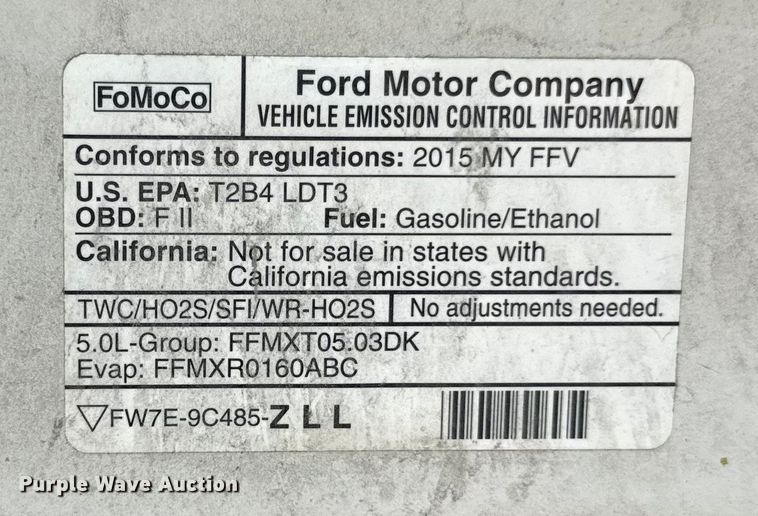 FoMoCo
Ford Motor Company
VEHICLE EMISSION CONTROL INFORMATION
Conforms to regulations: 2015 MY FFV
U.S. EPA: T2B4 LDT3
OBD: F II Fuel: Gasoline/Ethanol
California: Not for sale in states with
California emissions standards.
TWC/HO2S/SFI/WR-HO2S No adjustments needed.
5.0L-Group: FFMXT05.03DK
Evap: FFMXR0160ABC
FW7E-9C485-ZLL
Purple Wave Auction